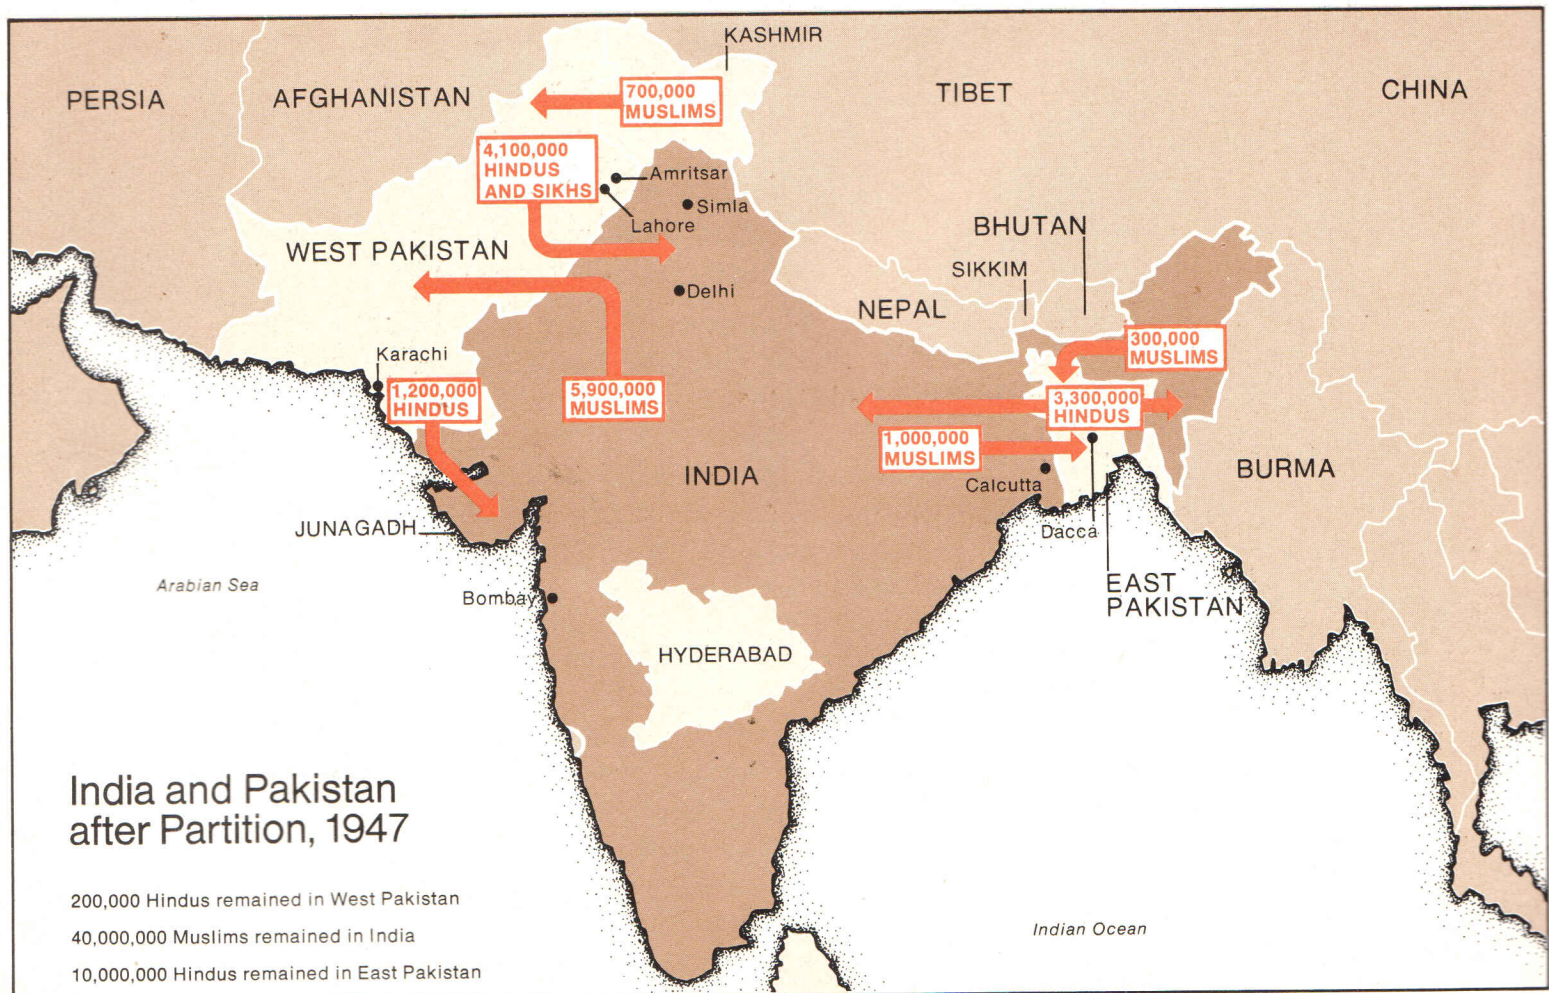 KASHMIR
PERSIA
AFGHANISTAN
700,000
MUSLIMS
TIBET
CHINA
4,100,000
HINDUS
AND SIKHS
Amritsar
Simla
Lahore
WEST PAKISTAN
BHUTAN
SIKKIM
Delhi
NEPAL
300,000
MUSLIMS
Karachi
1,200,000
HINDUS
5,900,000
MUSLIMS
3,300,000
HINDUS
1,000,000
MUSLIMS
INDIA
BURMA
Calcutta
JUNAGADH
Dacca
Arabian Sea
Bombay
EAST
PAKISTAN
HYDERABAD
India and Pakistan
after Partition, 1947
200,000 Hindus remained in West Pakistan
40,000,000 Muslims remained in India
10,000,000 Hindus remained in East Pakistan
Indian Ocean